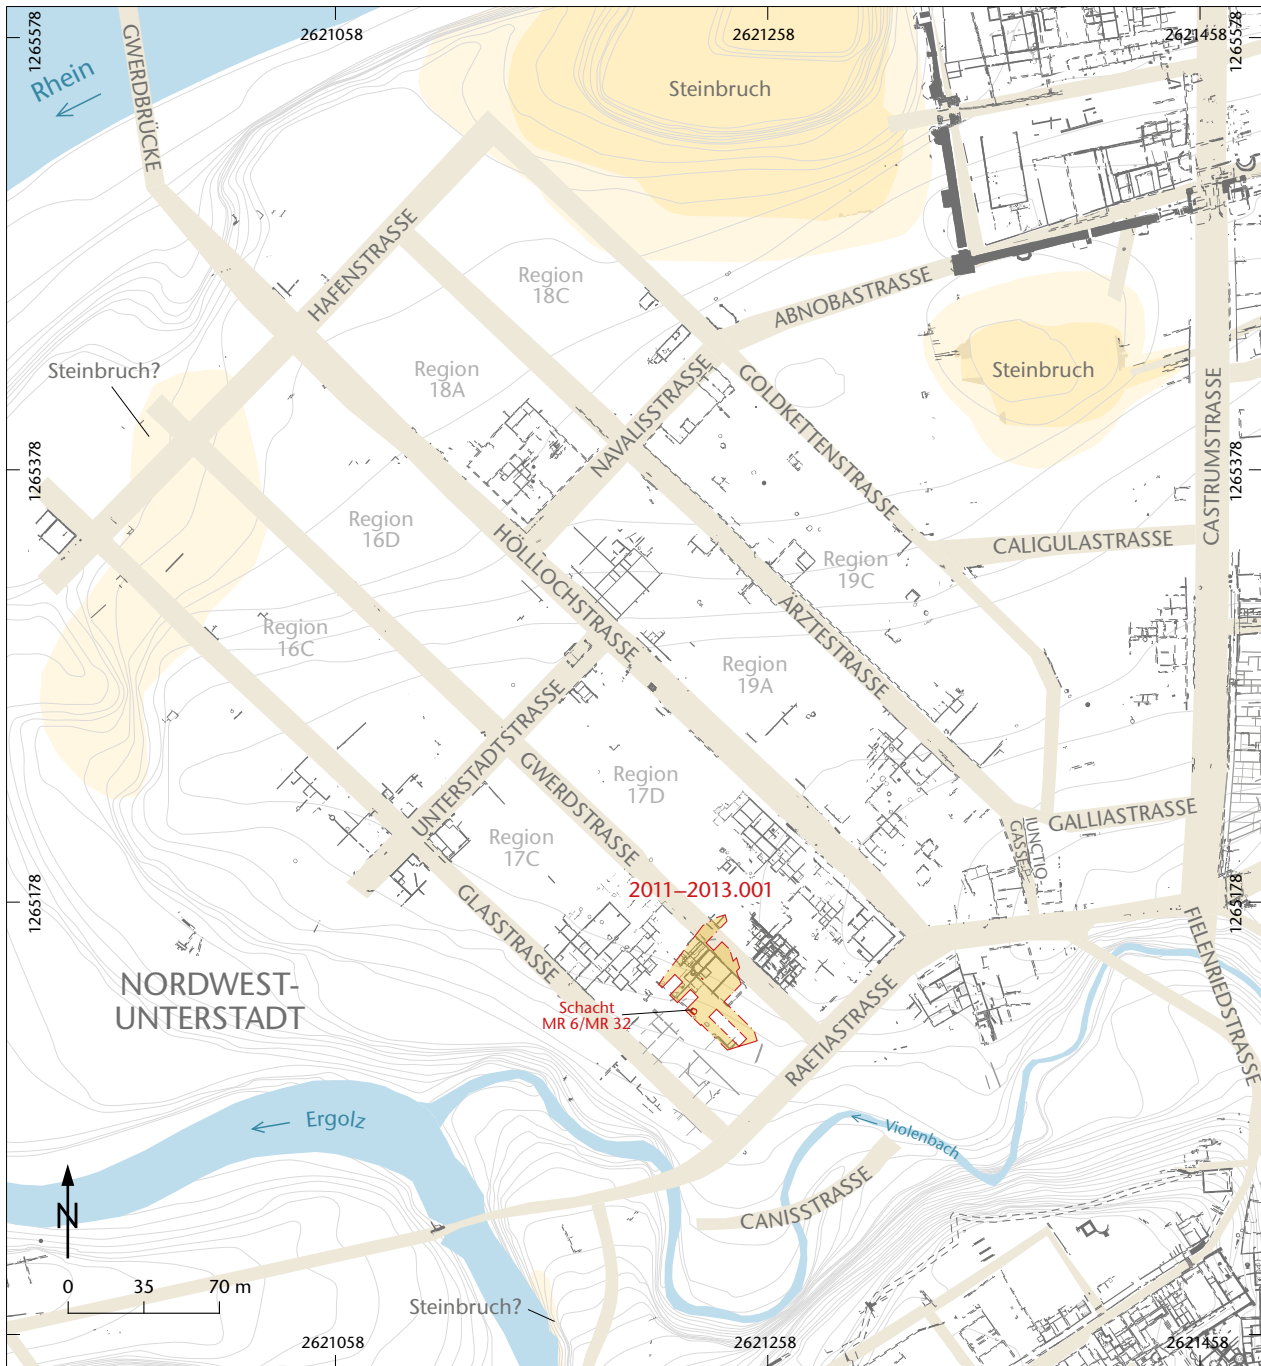 2621058
2621258
2621458
1265578
1265578
Rhein
GWERDBRÜCKE
Steinbruch
HAFENSTRASSE
Region
18C
ABNOBASTRASSE
Steinbruch?
Region
18A
NAVALISSTRASSE
GOLDKETTENSTRASSE
Steinbruch
CASTRUMSTRASSE
1265378
1265378
Region
16D
HÖLLLOCHSTRASSE
CALIGULASTRASSE
Region
19C
ÄRZTESTRASSE
Region
16C
Region
19A
UNTERSTADTSTRASSE
GWERDSTRASSE
Region
17D
GALLIASTRASSE
JUNCTIO-
GASSE
Region
17C
2011–2013.001
GLASSTRASSE
1265178
1265178
FIELENRIEDSTRASSE
NORDWEST-
UNTERSTADT
Schacht
MR 6/MR 32
RAETIASTRASSE
Ergolz
Violenbach
CANISSTRASSE
N
0 35 70 m
Steinbruch?
2621058
2621258
2621458